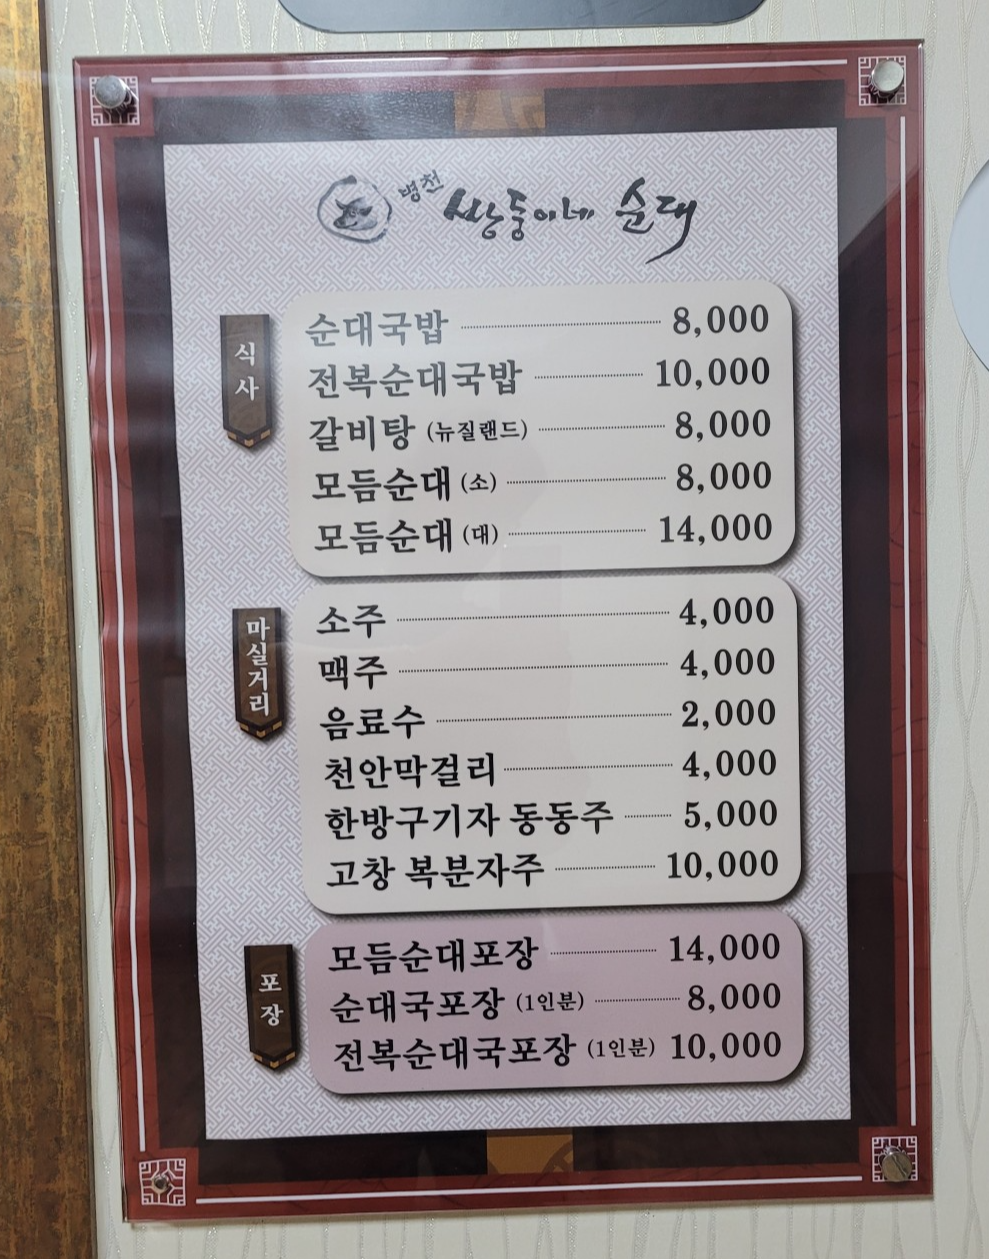 병천 쌍둥이네 순대
식사
순대국밥 8,000
전복순대국밥 10,000
갈비탕 (뉴질랜드) 8,000
모듬순대 (소) 8,000
모듬순대 (대) 14,000
마실거리
소주 4,000
맥주 4,000
음료수 2,000
천안막걸리 4,000
한방구기자 동동주 5,000
고창 복분자주 10,000
포장
모듬순대포장 14,000
순대국포장 (1인분) 8,000
전복순대국포장 (1인분) 10,000